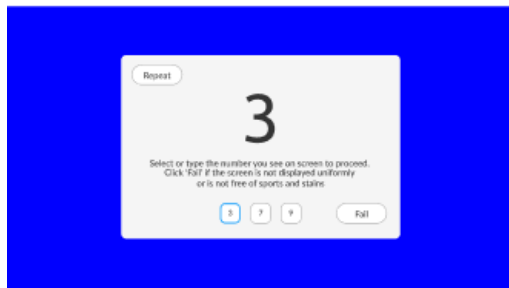 Repeat
3
Select or type the number you see on screen to proceed.
Click 'Fail' if the screen is not displayed uniformly
or is not free of sports and stains
3 7 9 Fail